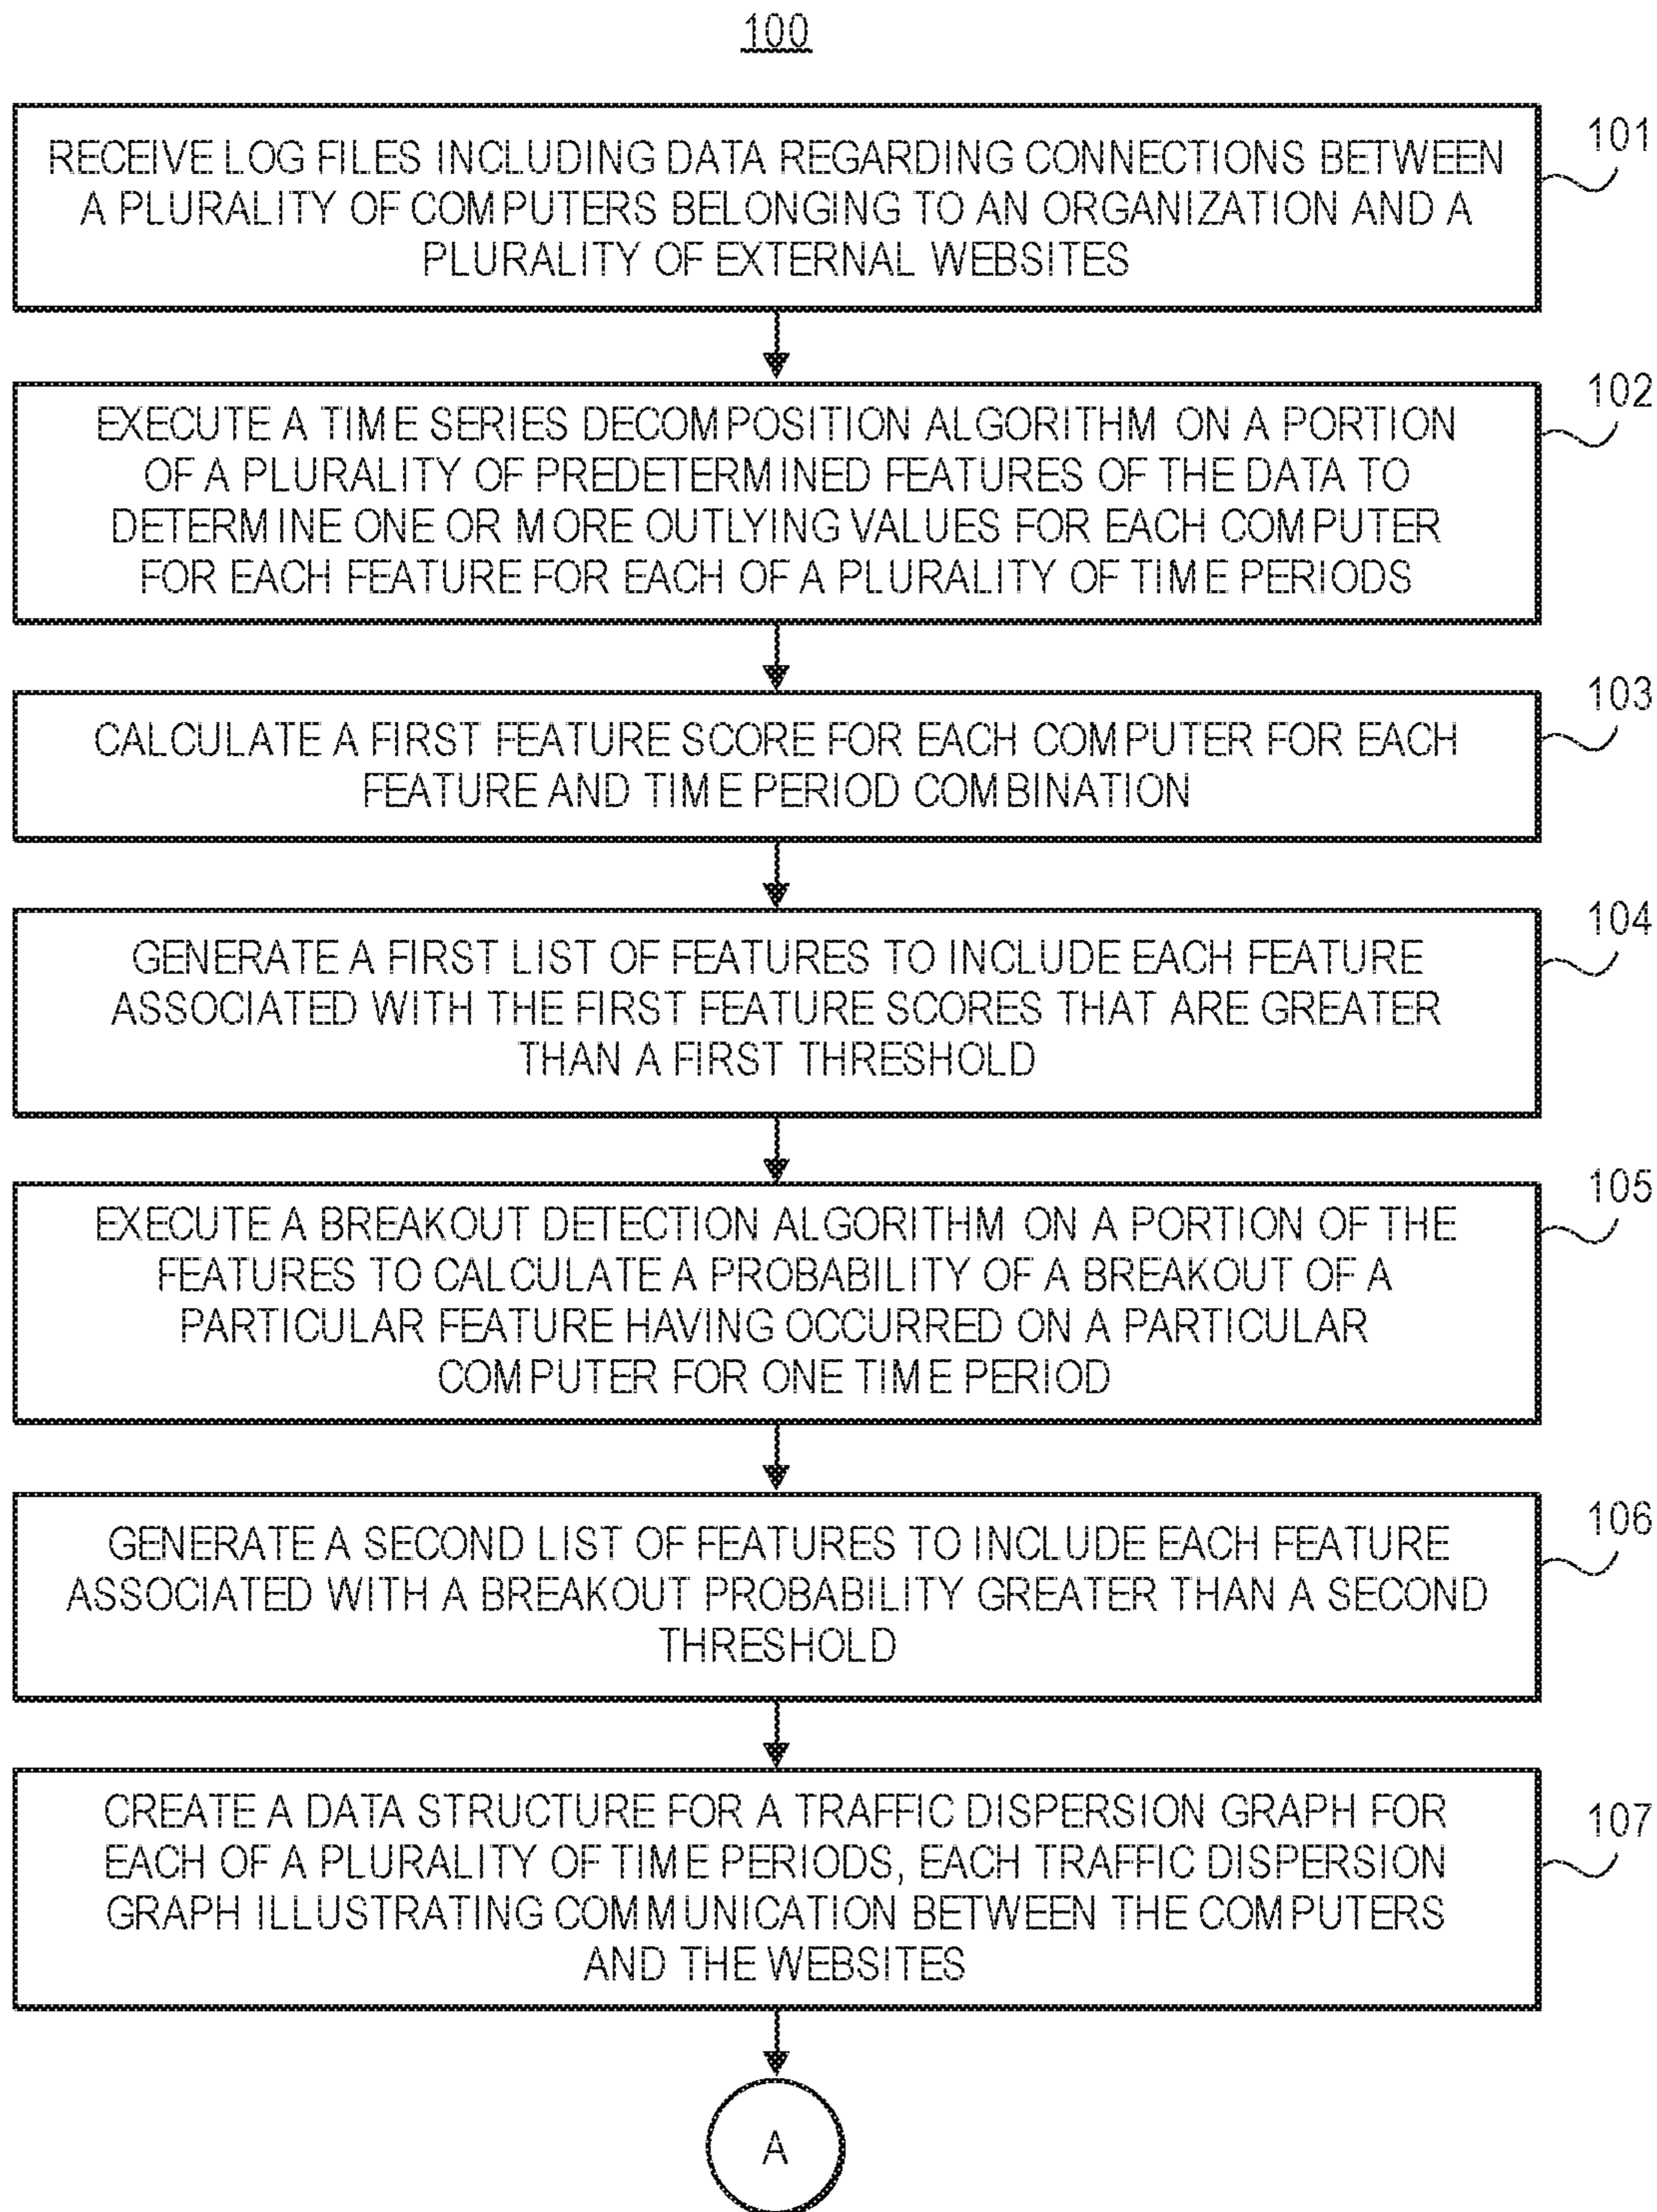 100
RECEIVE LOG FILES INCLUDING DATA REGARDING CONNECTIONS BETWEEN
A PLURALITY OF COMPUTERS BELONGING TO AN ORGANIZATION AND A
PLURALITY OF EXTERNAL WEBSITES
101
EXECUTE A TIME SERIES DECOMPOSITION ALGORITHM ON A PORTION
OF A PLURALITY OF PREDETERMINED FEATURES OF THE DATA TO
DETERMINE ONE OR MORE OUTLYING VALUES FOR EACH COMPUTER
FOR EACH FEATURE FOR EACH OF A PLURALITY OF TIME PERIODS
102
CALCULATE A FIRST FEATURE SCORE FOR EACH COMPUTER FOR EACH
FEATURE AND TIME PERIOD COMBINATION
103
GENERATE A FIRST LIST OF FEATURES TO INCLUDE EACH FEATURE
ASSOCIATED WITH THE FIRST FEATURE SCORES THAT ARE GREATER
THAN A FIRST THRESHOLD
104
EXECUTE A BREAKOUT DETECTION ALGORITHM ON A PORTION OF THE
FEATURES TO CALCULATE A PROBABILITY OF A BREAKOUT OF A
PARTICULAR FEATURE HAVING OCCURRED ON A PARTICULAR
COMPUTER FOR ONE TIME PERIOD
105
GENERATE A SECOND LIST OF FEATURES TO INCLUDE EACH FEATURE
ASSOCIATED WITH A BREAKOUT PROBABILITY GREATER THAN A SECOND
THRESHOLD
106
CREATE A DATA STRUCTURE FOR A TRAFFIC DISPERSION GRAPH FOR
EACH OF A PLURALITY OF TIME PERIODS, EACH TRAFFIC DISPERSION
GRAPH ILLUSTRATING COMMUNICATION BETWEEN THE COMPUTERS
AND THE WEBSITES
107
A